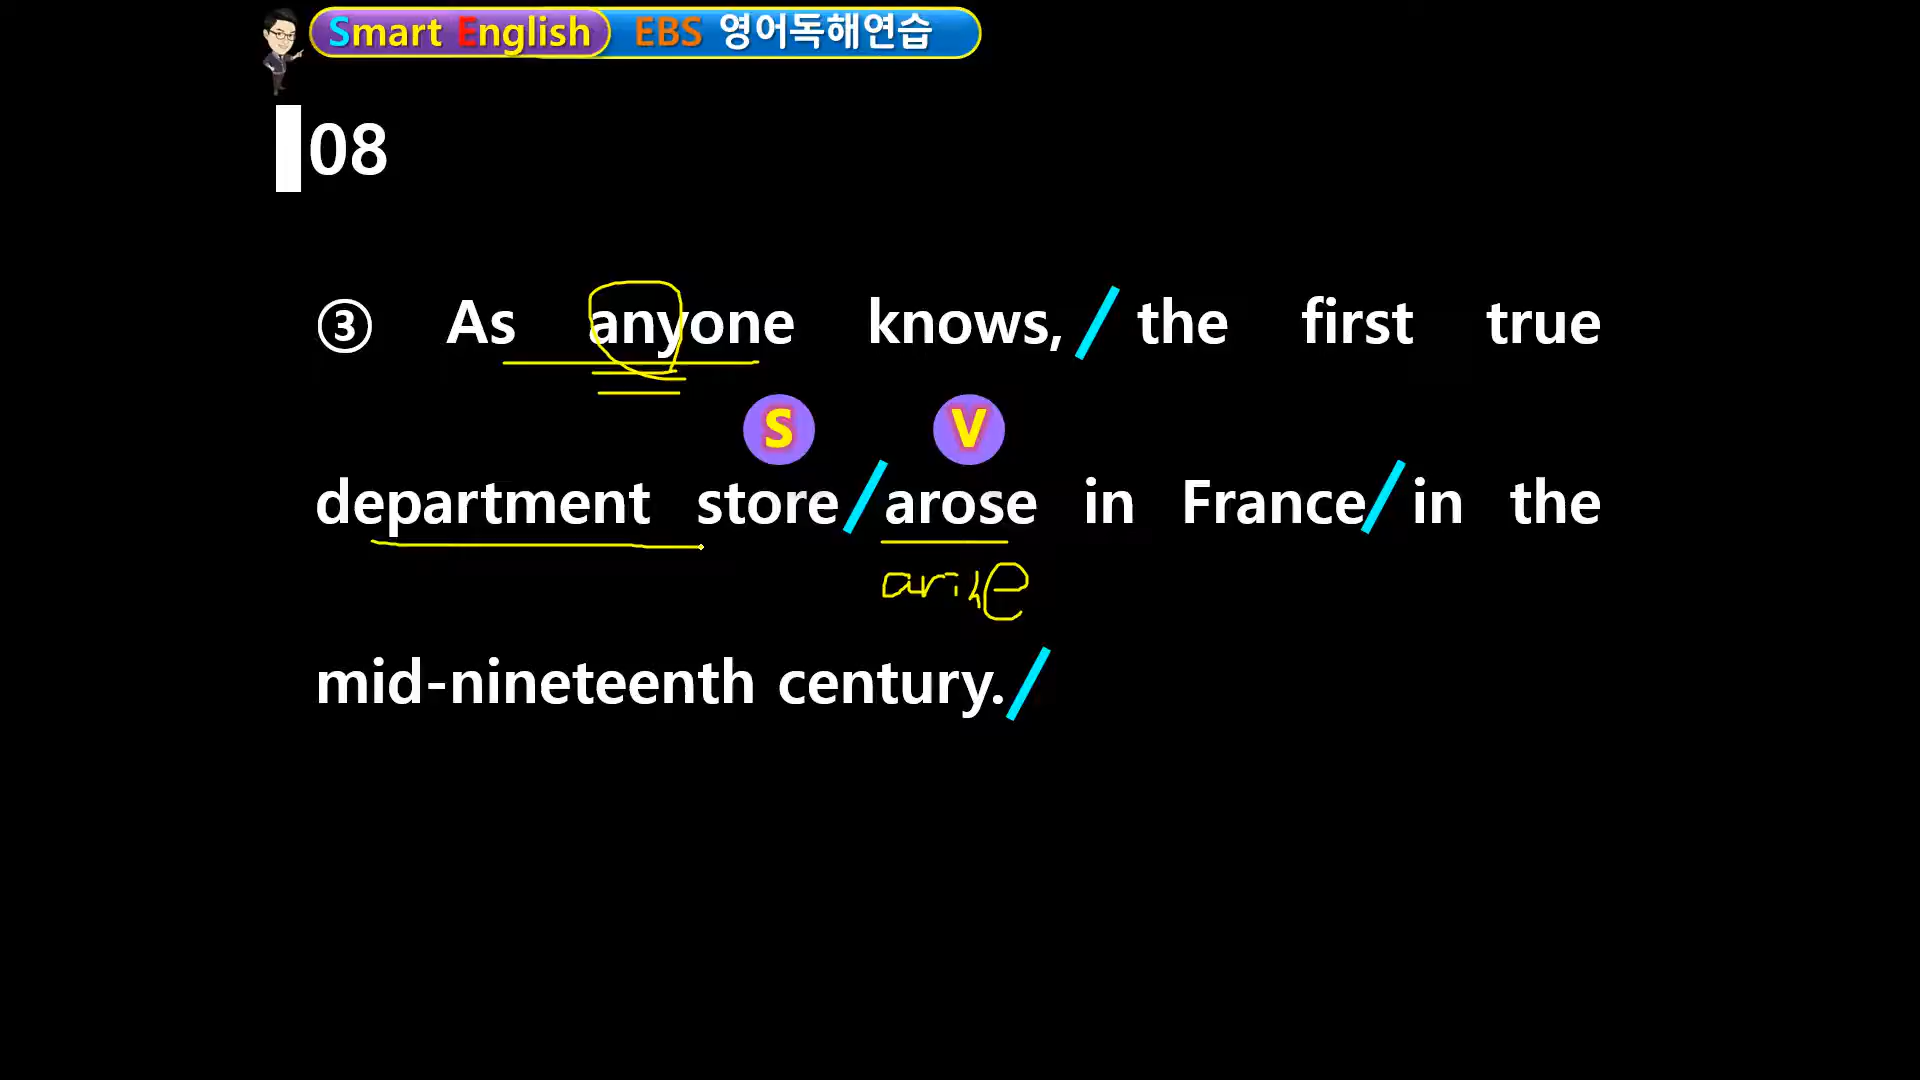 Smart English EBS 영어독해연습
08
③ As anyone knows, / the first true
S V
department store / arose in France / in the
arise
mid-nineteenth century. /